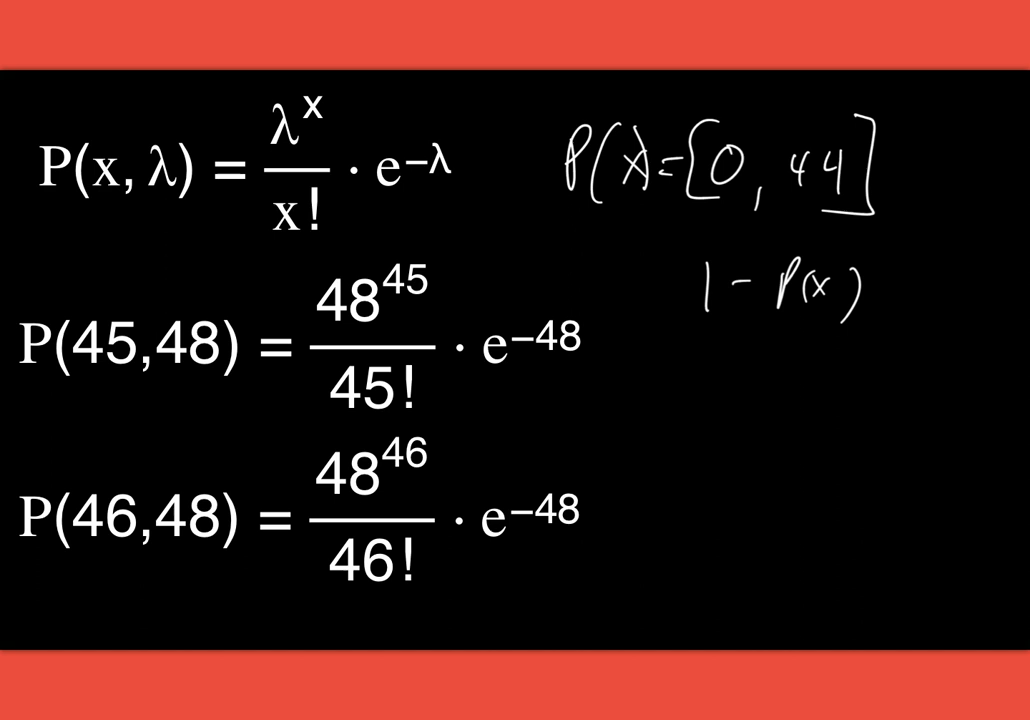 P(x, λ) = λ^x / x! · e^−λ
P(x)=[0, 44]
1 − P(x)
P(45,48) = 48^45 / 45! · e^−48
P(46,48) = 48^46 / 46! · e^−48